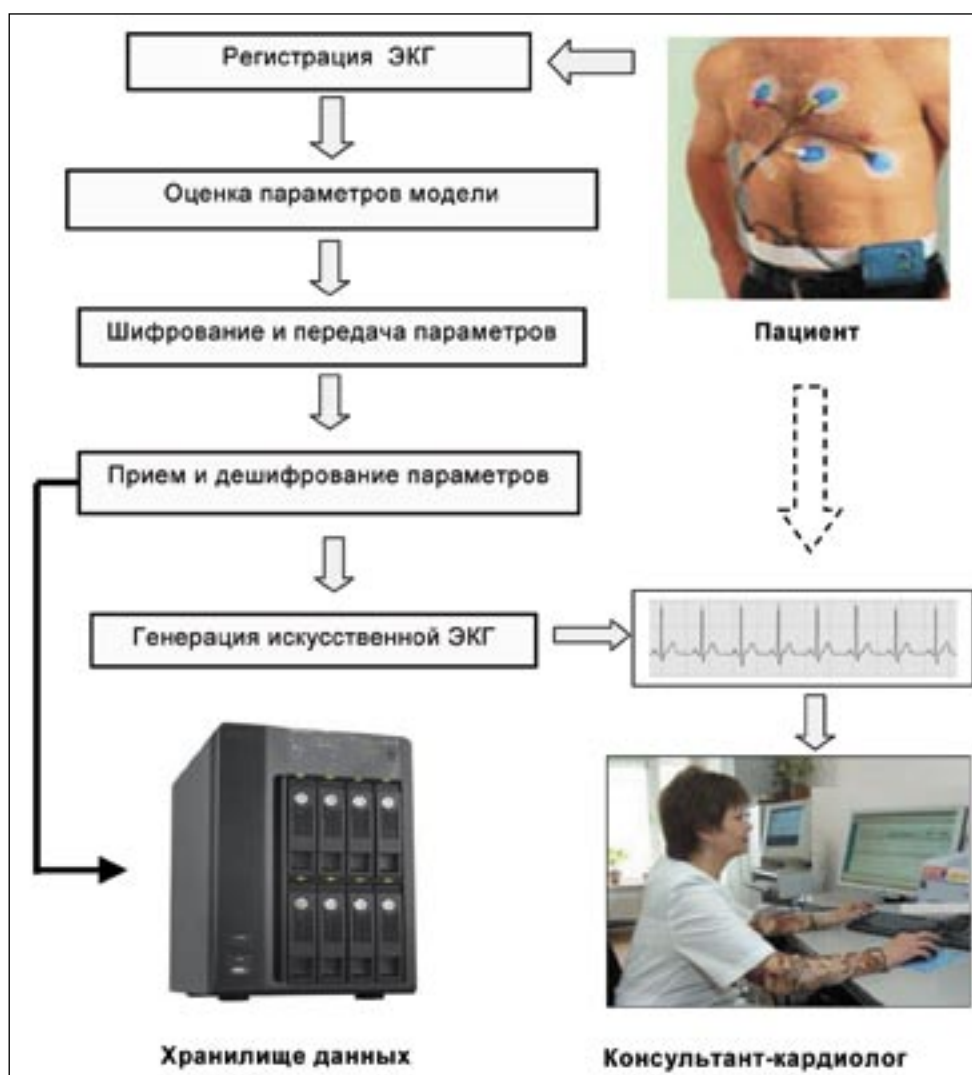 Регистрация ЭКГ
Оценка параметров модели
Шифрование и передача параметров
Пациент
Прием и дешифрование параметров
Генерация искусственной ЭКГ
Хранилище данных
Консультант-кардиолог